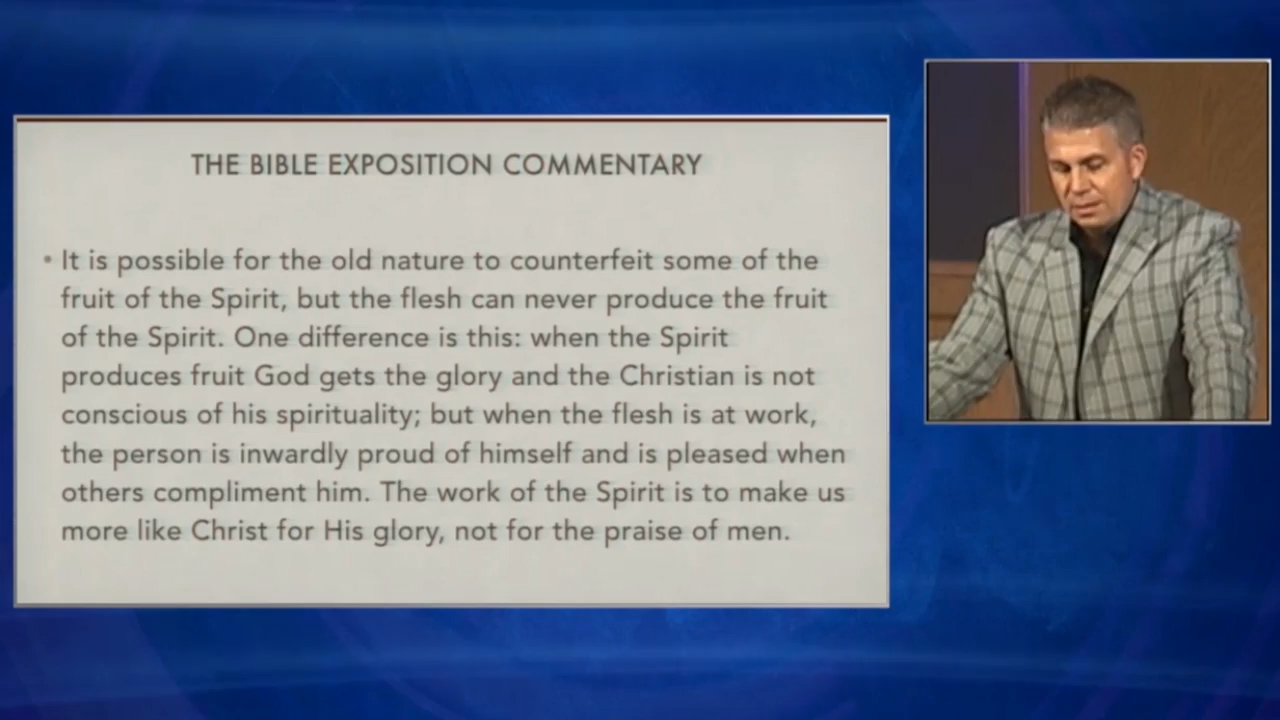 THE BIBLE EXPOSITION COMMENTARY
• It is possible for the old nature to counterfeit some of the
fruit of the Spirit, but the flesh can never produce the fruit
of the Spirit. One difference is this: when the Spirit
produces fruit God gets the glory and the Christian is not
conscious of his spirituality; but when the flesh is at work,
the person is inwardly proud of himself and is pleased when
others compliment him. The work of the Spirit is to make us
more like Christ for His glory, not for the praise of men.